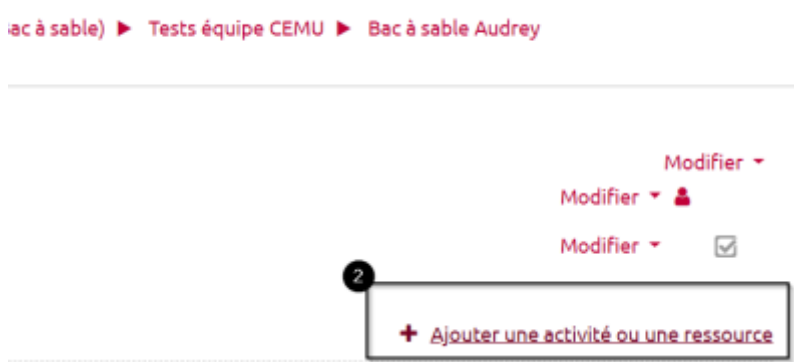 ac à sable) ▶ Tests équipe CEMU ▶ Bac à sable Audrey
Modifier
Modifier
Modifier
2
+ Ajouter une activité ou une ressource